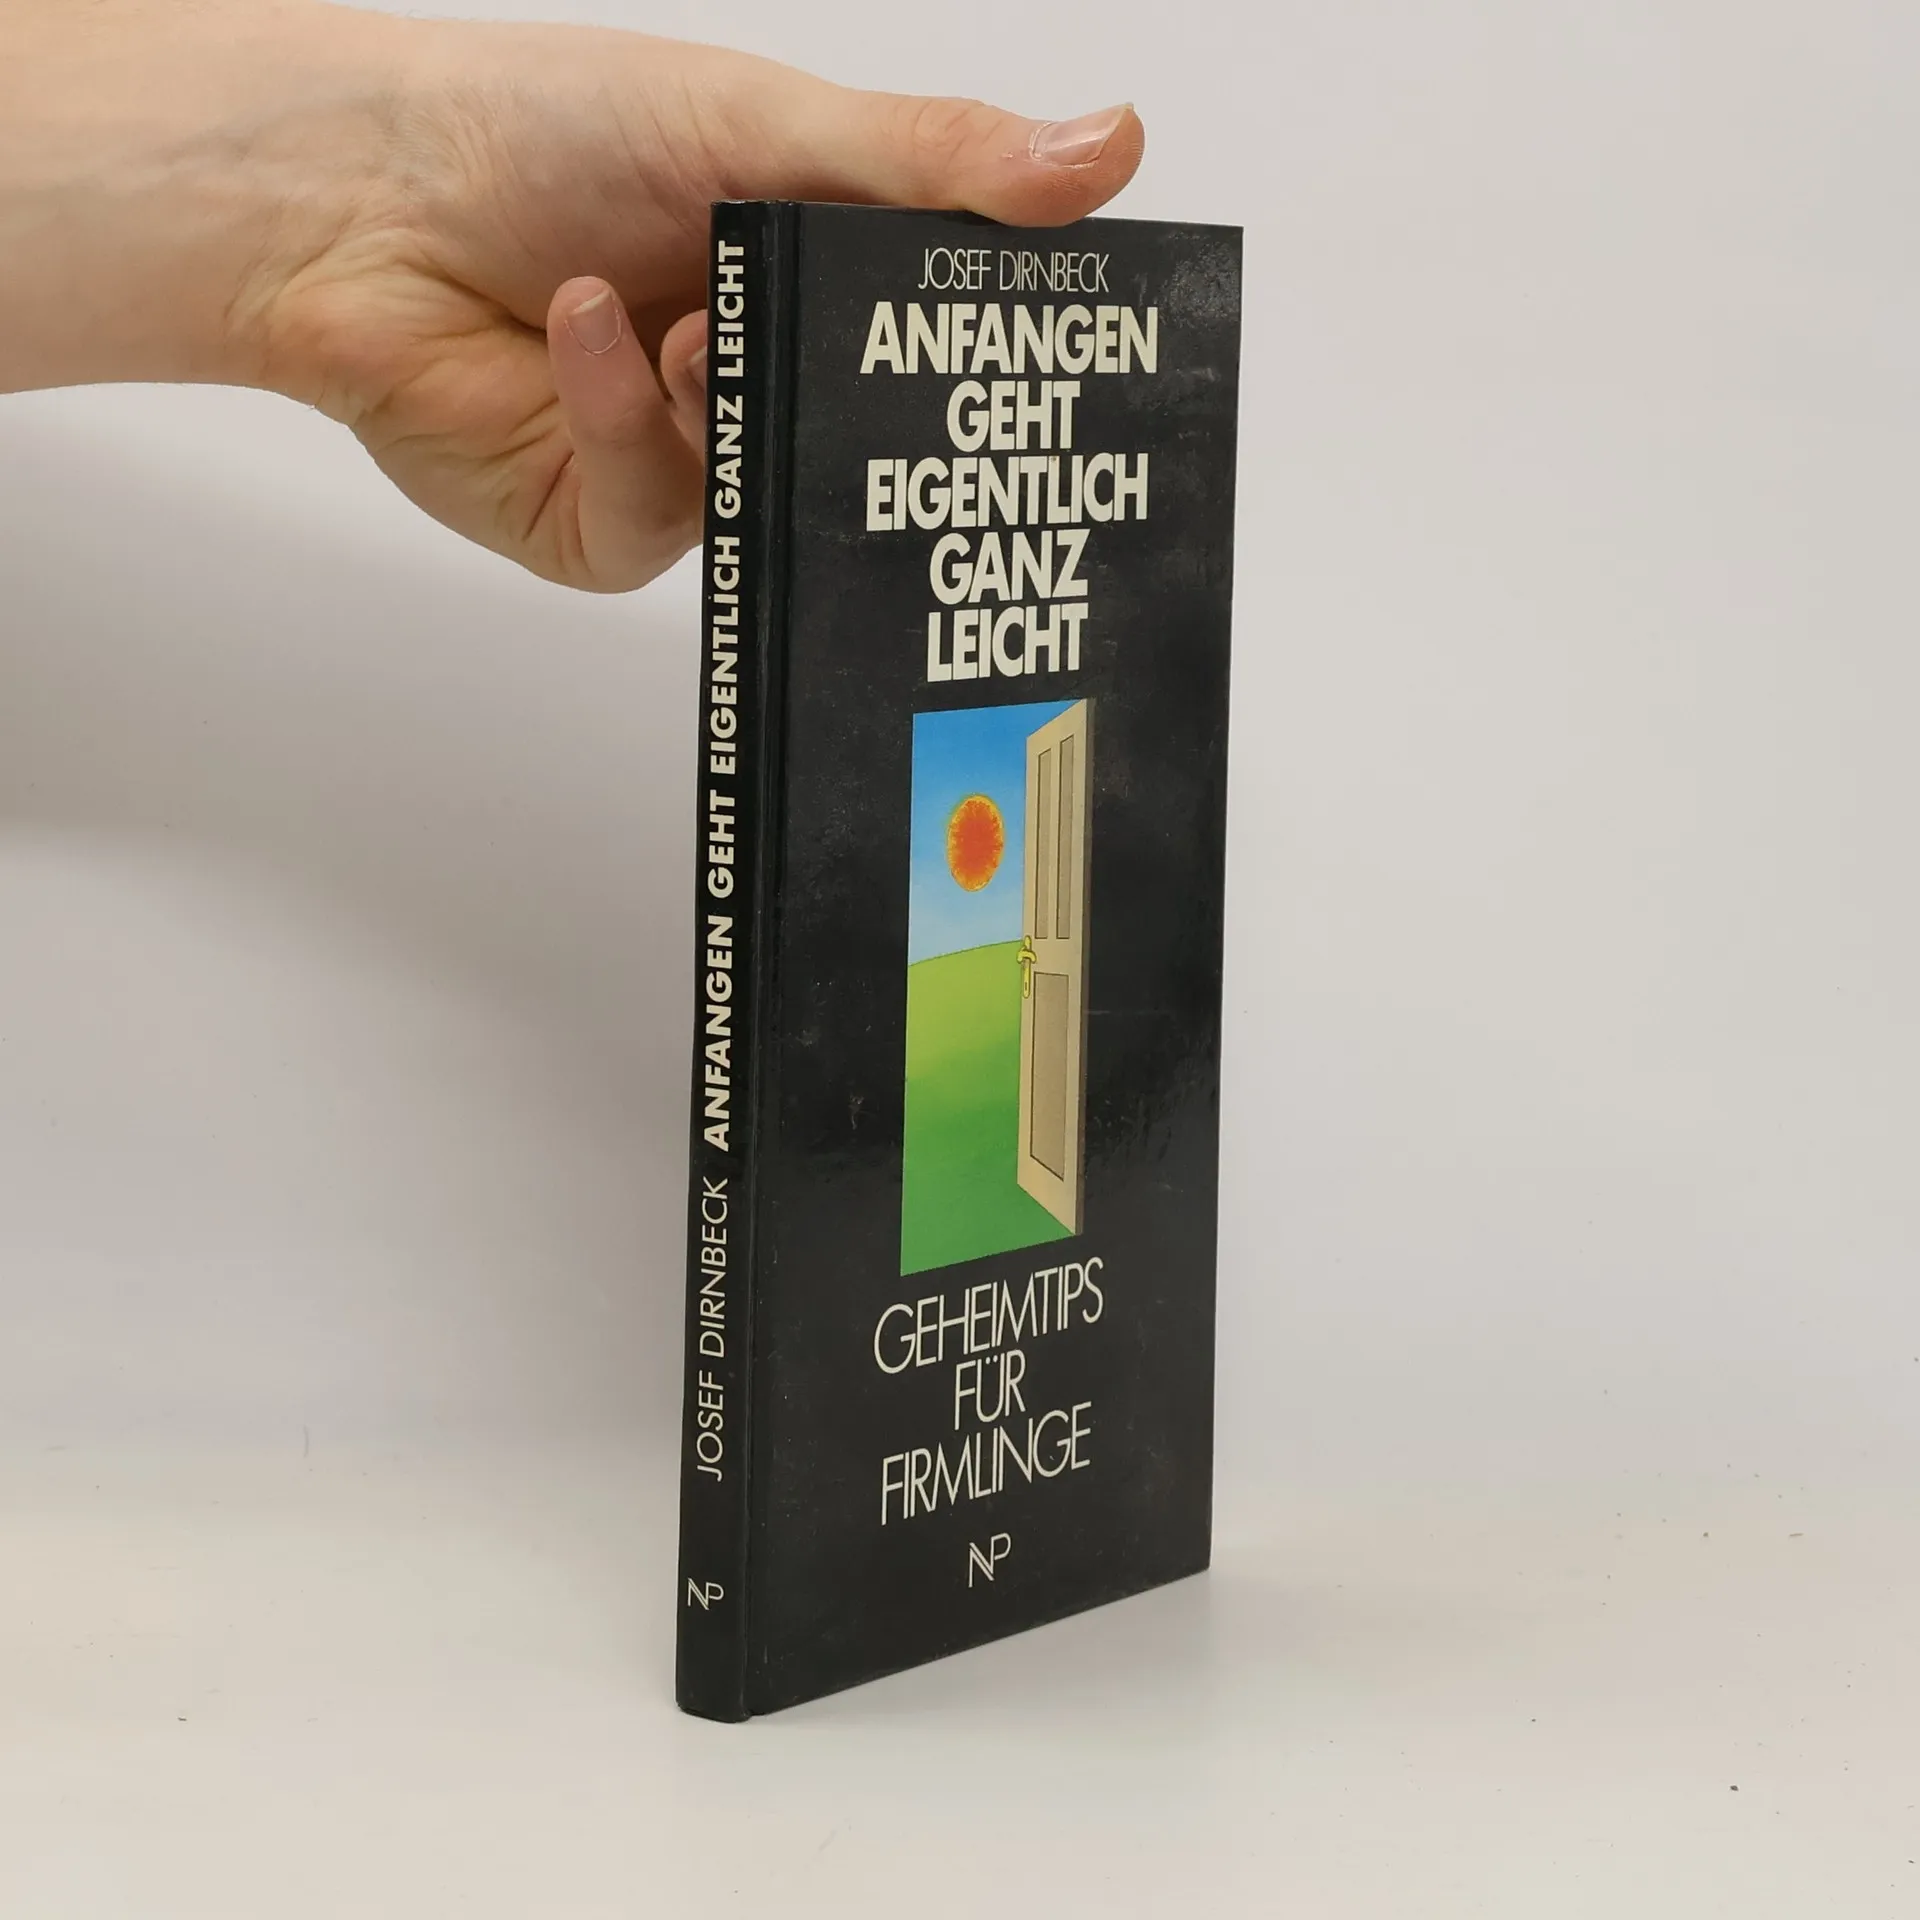 JOSEF DIRNBECK ANFANGEN GEHT EIGENTLICH GANZ LEICHT
NP
JOSEF DIRNBECK
ANFANGEN
GEHT
EIGENTLICH
GANZ
LEICHT
GEHEIMTIPS
FÜR
FIRMLINGE
NP